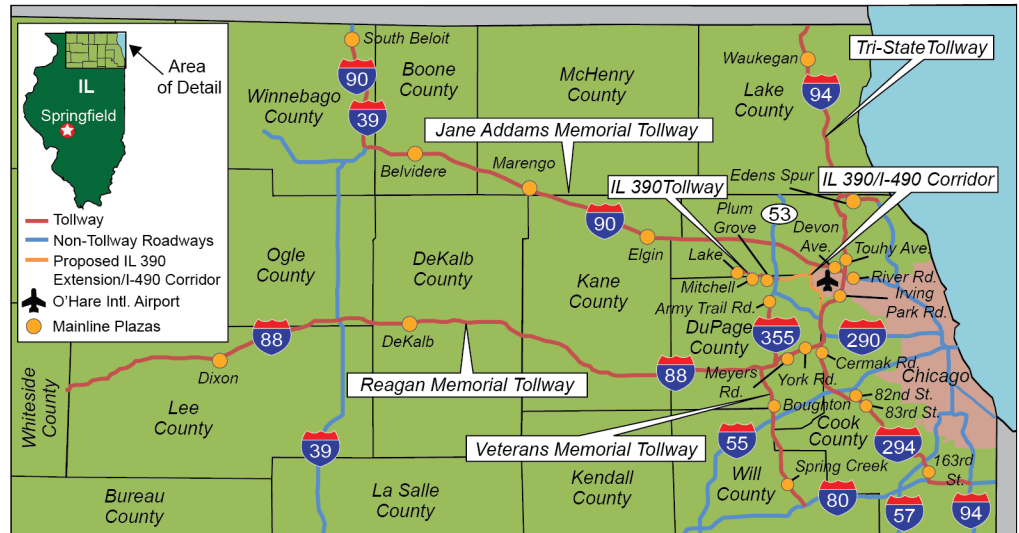 IL
Springfield
Area
of Detail
Tollway
Non-Tollway Roadways
Proposed IL 390
Extension/I-490 Corridor
O'Hare Intl. Airport
Mainline Plazas
South Beloit
90
39
Winnebago
County
Boone
County
McHenry
County
Waukegan
Lake
County
94
Tri-StateTollway
Jane Addams Memorial Tollway
Belvidere
Marengo
Edens Spur
IL 390/I-490 Corridor
IL 390Tollway
Plum
Grove
53
Devon
Ave.
Touhy Ave.
90
Elgin
Lake
Mitchell
River Rd.
Irving
Park Rd.
Ogle
County
DeKalb
County
Kane
County
Army Trail Rd.
DuPage
County
355
290
88
DeKalb
Dixon
Reagan Memorial Tollway
88
Meyers
Rd.
York Rd.
Cermak Rd.
Chicago
82nd St.
83rd St.
Whiteside
County
Lee
County
Boughton
Cook
County
Veterans Memorial Tollway
39
55
294
163rd
St.
Spring Creek
Will
County
Kendall
County
La Salle
County
Bureau
County
80
57
94